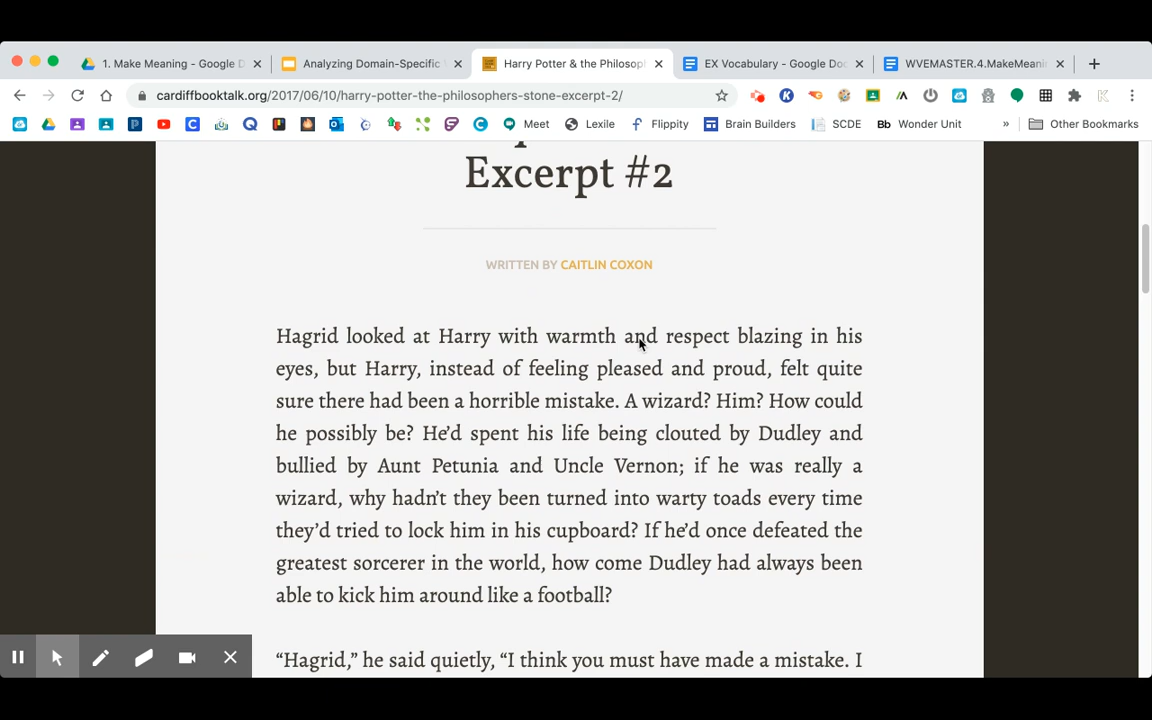 1. Make Meaning - Google D
Analyzing Domain-Specific
Harry Potter & the Philosoph
EX Vocabulary - Google Doc
WVEMASTER.4.MakeMeanin
cardiffbooktalk.org/2017/06/10/harry-potter-the-philosophers-stone-excerpt-2/
Meet
Lexile
Flippity
Brain Builders
SCDE
Bb Wonder Unit
»
Other Bookmarks
Excerpt #2
WRITTEN BY CAITLIN COXON
Hagrid looked at Harry with warmth and respect blazing in his
eyes, but Harry, instead of feeling pleased and proud, felt quite
sure there had been a horrible mistake. A wizard? Him? How could
he possibly be? He’d spent his life being clouted by Dudley and
bullied by Aunt Petunia and Uncle Vernon; if he was really a
wizard, why hadn’t they been turned into warty toads every time
they’d tried to lock him in his cupboard? If he’d once defeated the
greatest sorcerer in the world, how come Dudley had always been
able to kick him around like a football?
“Hagrid,” he said quietly, “I think you must have made a mistake. I